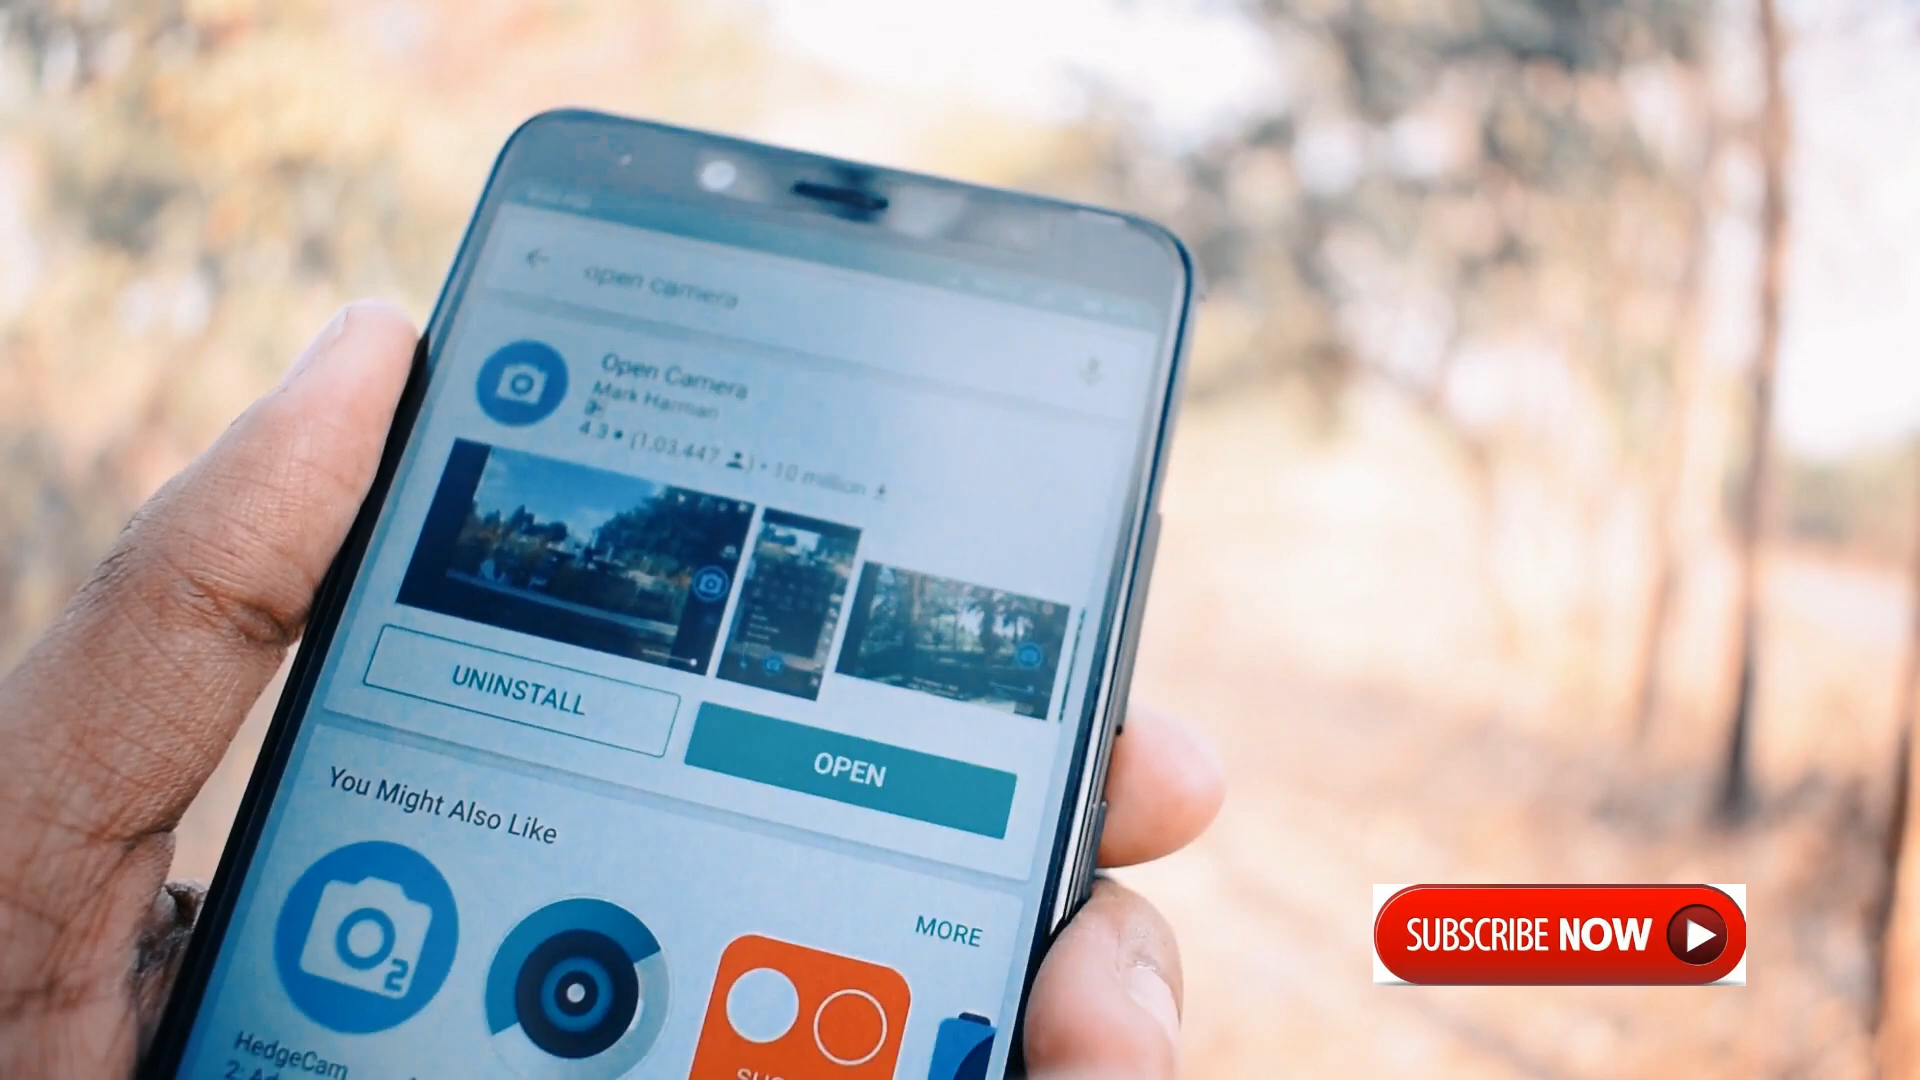 open camera
Open Camera
Mark Harman
4.3 • (1,03,447 ) • 10 million
UNINSTALL
OPEN
You Might Also Like
MORE
HedgeCam
2: Ad
SUBSCRIBE NOW